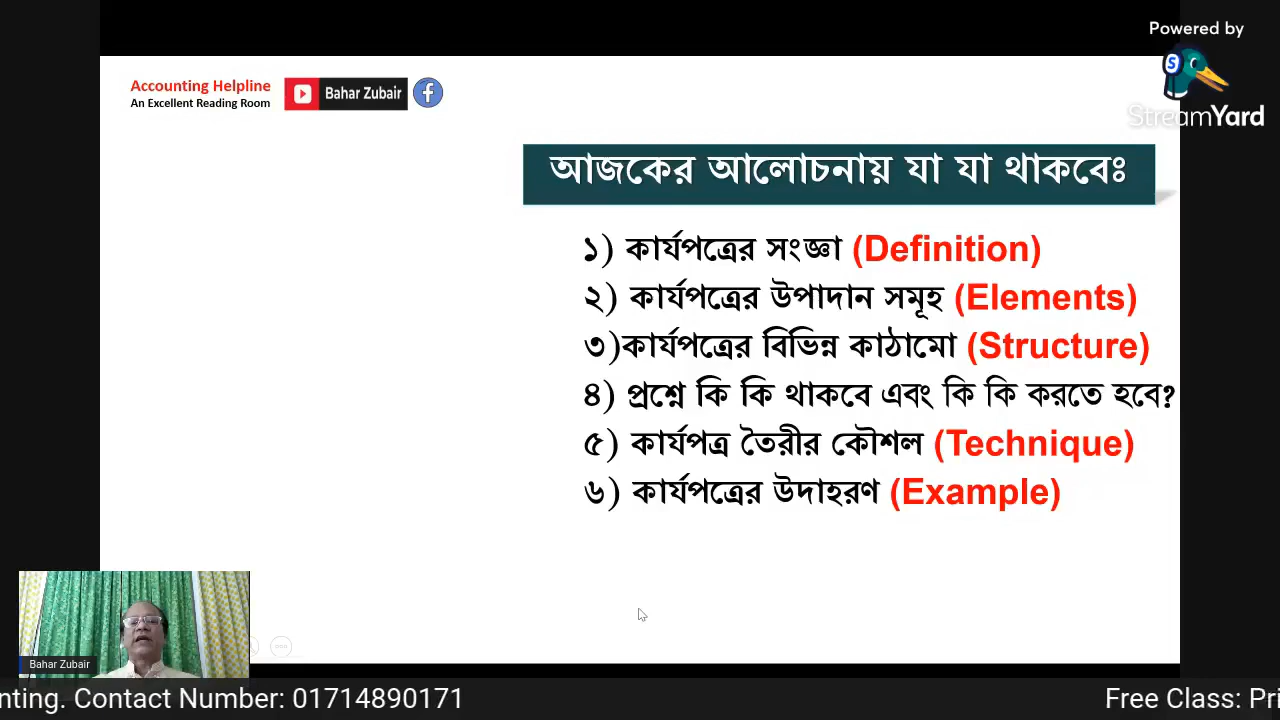 Powered by
StreamYard
Accounting Helpline
An Excellent Reading Room
Bahar Zubair
আজকের আলোচনায় যা যা থাকবেঃ
১) কার্যপত্রের সংজ্ঞা (Definition)
২) কার্যপত্রের উপাদান সমূহ (Elements)
৩)কার্যপত্রের বিভিন্ন কাঠামো (Structure)
৪) প্রশ্নে কি কি থাকবে এবং কি কি করতে হবে?
৫) কার্যপত্র তৈরীর কৌশল (Technique)
৬) কার্যপত্রের উদাহরণ (Example)
Bahar Zubair
nting. Contact Number: 01714890171
Free Class: Pri